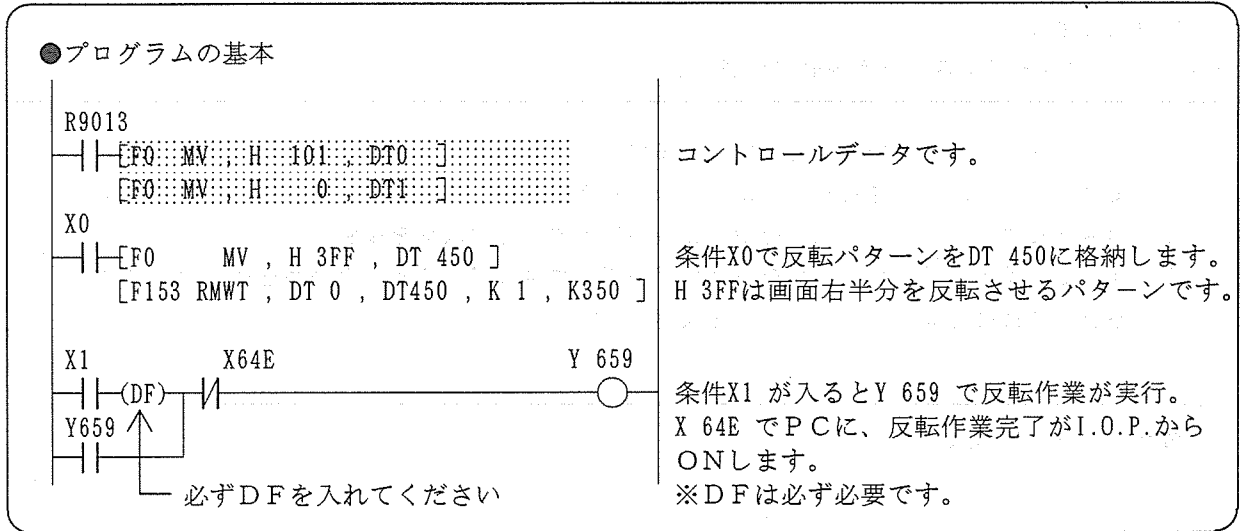 ●プログラムの基本
R9013
[F0 MV , H 101 , DT0 ]
コントロールデータです。
[F0 MV , H 0 , DT1 ]
X0
[F0 MV , H 3FF , DT 450 ]
条件X0で反転パターンをDT 450に格納します。
[F153 RMWT , DT 0 , DT450 , K 1 , K350 ]
H 3FFは画面右半分を反転させるパターンです。
X1 X64E Y 659
(DF)
条件X1 が入るとY 659 で反転作業が実行。
Y659
X 64E でPCに、反転作業完了がI.O.P.から
ONします。
必ずDFを入れてください
※DFは必ず必要です。